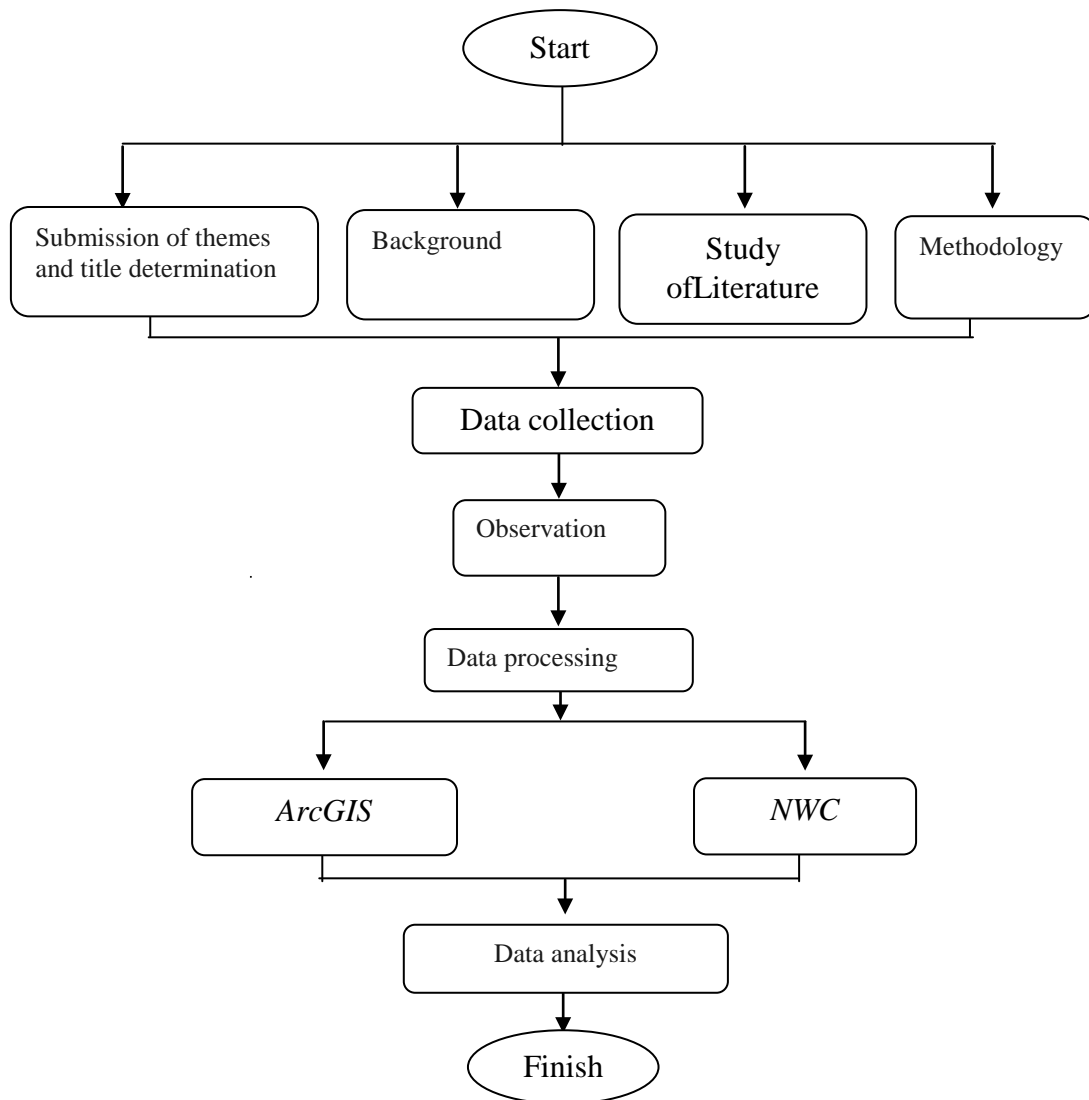 Start
Submission of themes
and title determination
Background
Study
ofLiterature
Methodology
Data collection
Observation
Data processing
ArcGIS
NWC
Data analysis
Finish